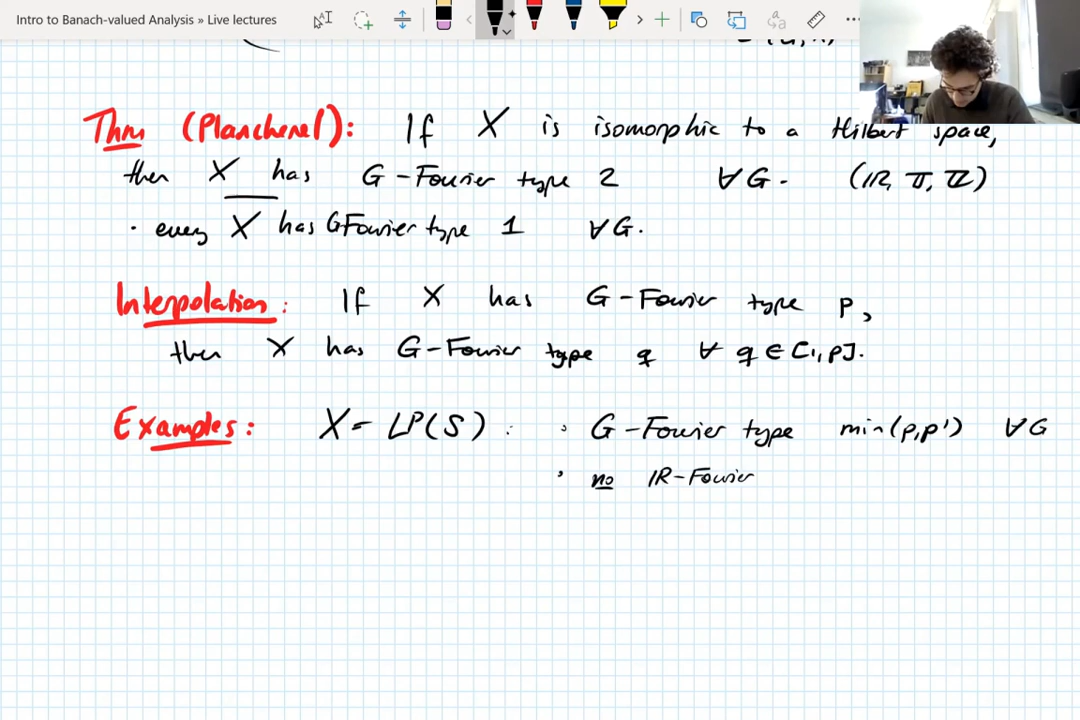 Intro to Banach-valued Analysis » Live lectures
Thm (Plancherel): If X is isomorphic to a Hilbert space,
then X has G-Fourier type 2 ∀G. (ℝ, 𝕋, ℤ)
· every X has G Fourier type 1 ∀G.
Interpolation: If X has G-Fourier type p,
then X has G-Fourier type q ∀ q ∈ [1, p].
Examples: X = LP(S): · G-Fourier type min(p,p') ∀G
· no ℝ-Fourier